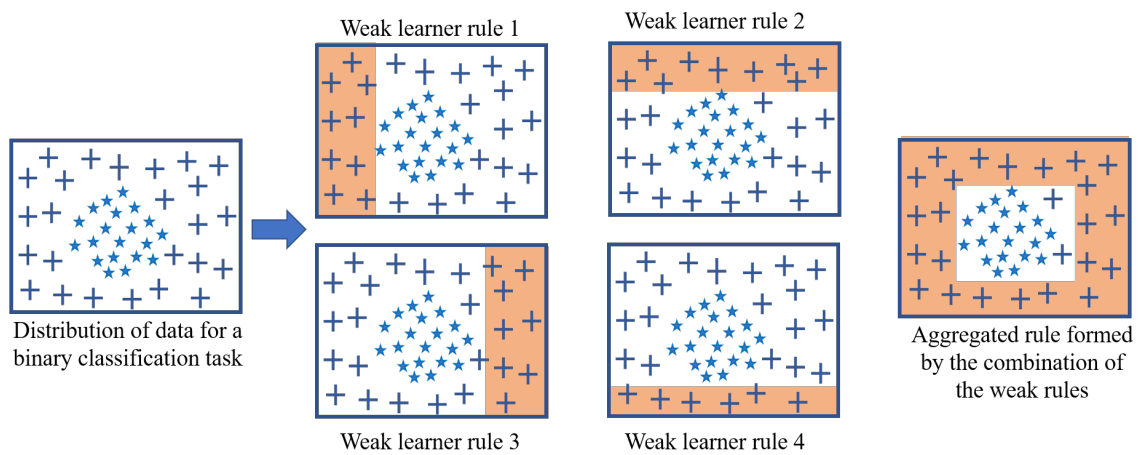 Weak learner rule 1
Weak learner rule 2
Distribution of data for a
binary classification task
Aggregated rule formed
by the combination of
the weak rules
Weak learner rule 3
Weak learner rule 4